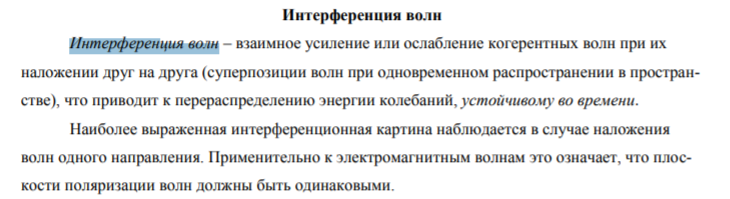 Интерференция волн
Интерференция волн – взаимное усиление или ослабление когерентных волн при их
наложении друг на друга (суперпозиции волн при одновременном распространении в простран-
стве), что приводит к перераспределению энергии колебаний, устойчивому во времени.
Наиболее выраженная интерференционная картина наблюдается в случае наложения
волн одного направления. Применительно к электромагнитным волнам это означает, что плос-
кости поляризации волн должны быть одинаковыми.